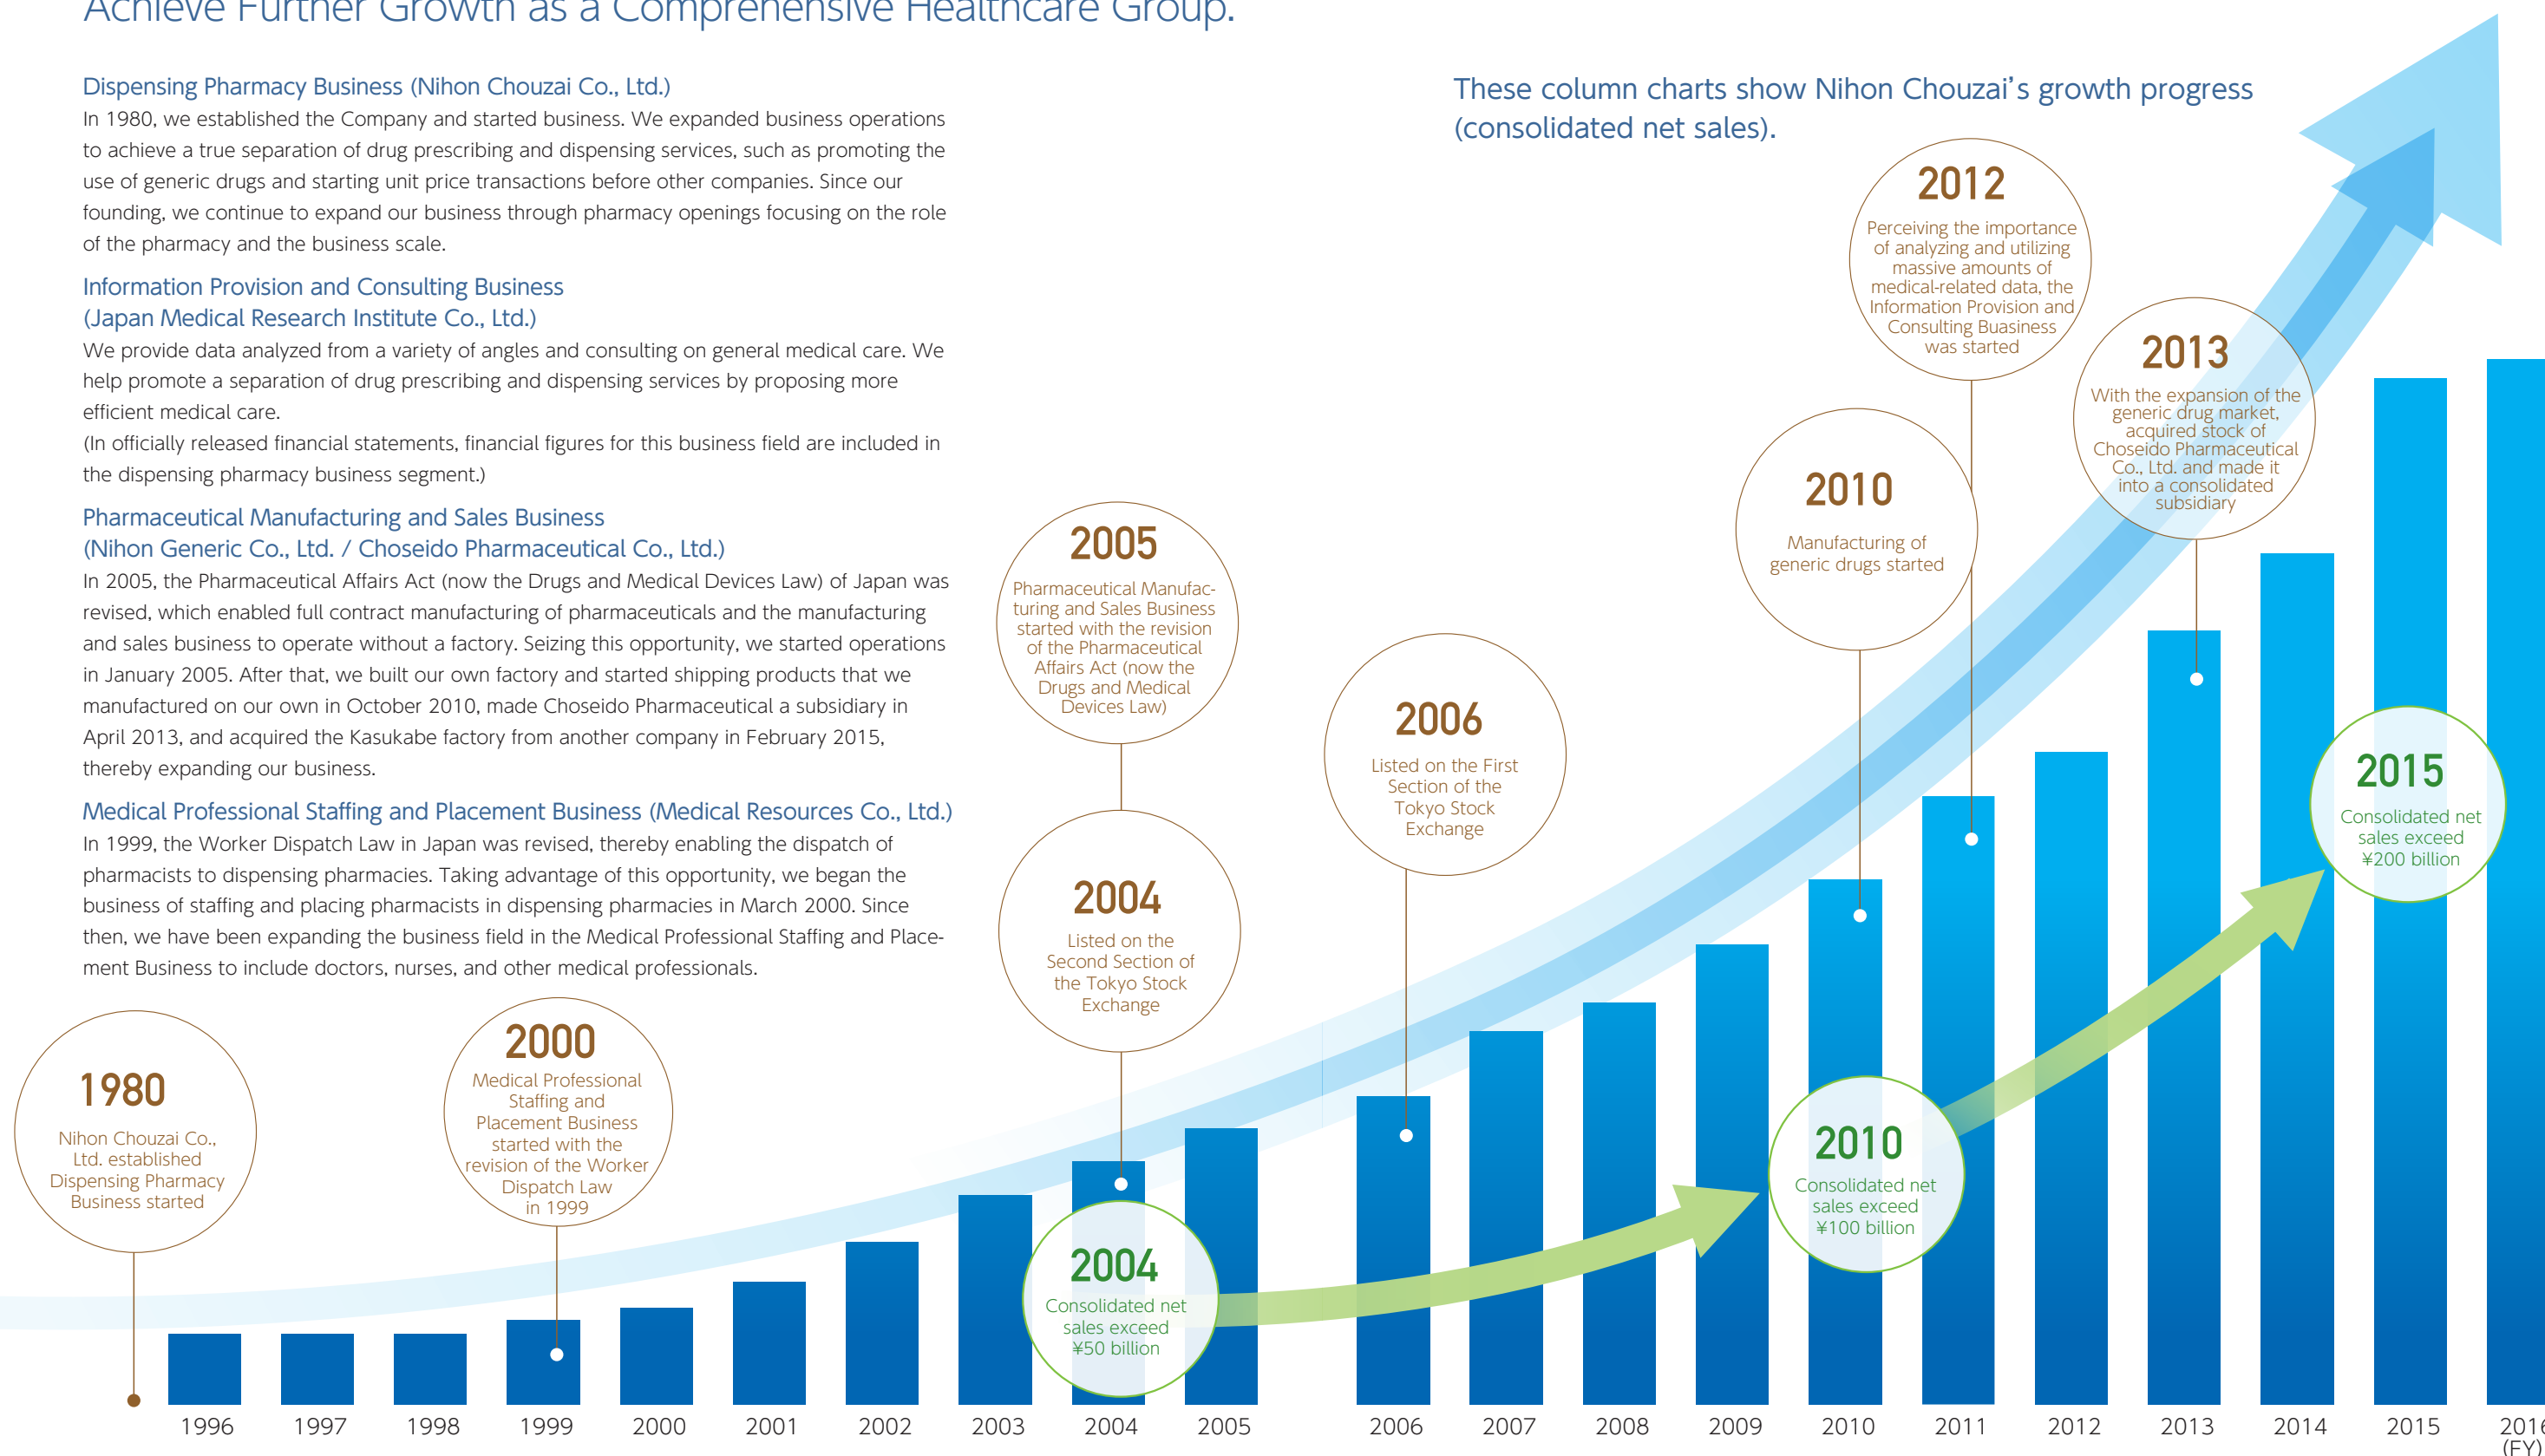 Achieve Further Growth as a Comprehensive Healthcare Group.
Dispensing Pharmacy Business (Nihon Chouzai Co., Ltd.)
In 1980, we established the Company and started business. We expanded business operations
to achieve a true separation of drug prescribing and dispensing services, such as promoting the
use of generic drugs and starting unit price transactions before other companies. Since our
founding, we continue to expand our business through pharmacy openings focusing on the role
of the pharmacy and the business scale.
Information Provision and Consulting Business
(Japan Medical Research Institute Co., Ltd.)
We provide data analyzed from a variety of angles and consulting on general medical care. We
help promote a separation of drug prescribing and dispensing services by proposing more
efficient medical care.
(In officially released financial statements, financial figures for this business field are included in
the dispensing pharmacy business segment.)
Pharmaceutical Manufacturing and Sales Business
(Nihon Generic Co., Ltd. / Choseido Pharmaceutical Co., Ltd.)
In 2005, the Pharmaceutical Affairs Act (now the Drugs and Medical Devices Law) of Japan was
revised, which enabled full contract manufacturing of pharmaceuticals and the manufacturing
and sales business to operate without a factory. Seizing this opportunity, we started operations
in January 2005. After that, we built our own factory and started shipping products that we
manufactured on our own in October 2010, made Choseido Pharmaceutical a subsidiary in
April 2013, and acquired the Kasukabe factory from another company in February 2015,
thereby expanding our business.
Medical Professional Staffing and Placement Business (Medical Resources Co., Ltd.)
In 1999, the Worker Dispatch Law in Japan was revised, thereby enabling the dispatch of
pharmacists to dispensing pharmacies. Taking advantage of this opportunity, we began the
business of staffing and placing pharmacists in dispensing pharmacies in March 2000. Since
then, we have been expanding the business field in the Medical Professional Staffing and Place-
ment Business to include doctors, nurses, and other medical professionals.
These column charts show Nihon Chouzai's growth progress
(consolidated net sales).
1980
Nihon Chouzai Co.,
Ltd. established
Dispensing Pharmacy
Business started
2000
Medical Professional
Staffing and
Placement Business
started with the
revision of the Worker
Dispatch Law
in 1999
2005
Pharmaceutical Manufac-
turing and Sales Business
started with the revision
of the Pharmaceutical
Affairs Act (now the
Drugs and Medical
Devices Law)
2004
Listed on the
Second Section of
the Tokyo Stock
Exchange
2004
Consolidated net
sales exceed
¥50 billion
2006
Listed on the First
Section of the
Tokyo Stock
Exchange
2010
Manufacturing of
generic drugs started
2010
Consolidated net
sales exceed
¥100 billion
2012
Perceiving the importance
of analyzing and utilizing
massive amounts of
medical-related data, the
Information Provision and
Consulting Buasiness
was started
2013
With the expansion of the
generic drug market,
acquired stock of
Choseido Pharmaceutical
Co., Ltd. and made it
into a consolidated
subsidiary
2015
Consolidated net
sales exceed
¥200 billion
1996 1997 1998 1999 2000 2001 2002 2003 2004 2005 2006 2007 2008 2009 2010 2011 2012 2013 2014 2015 2016
(FY)